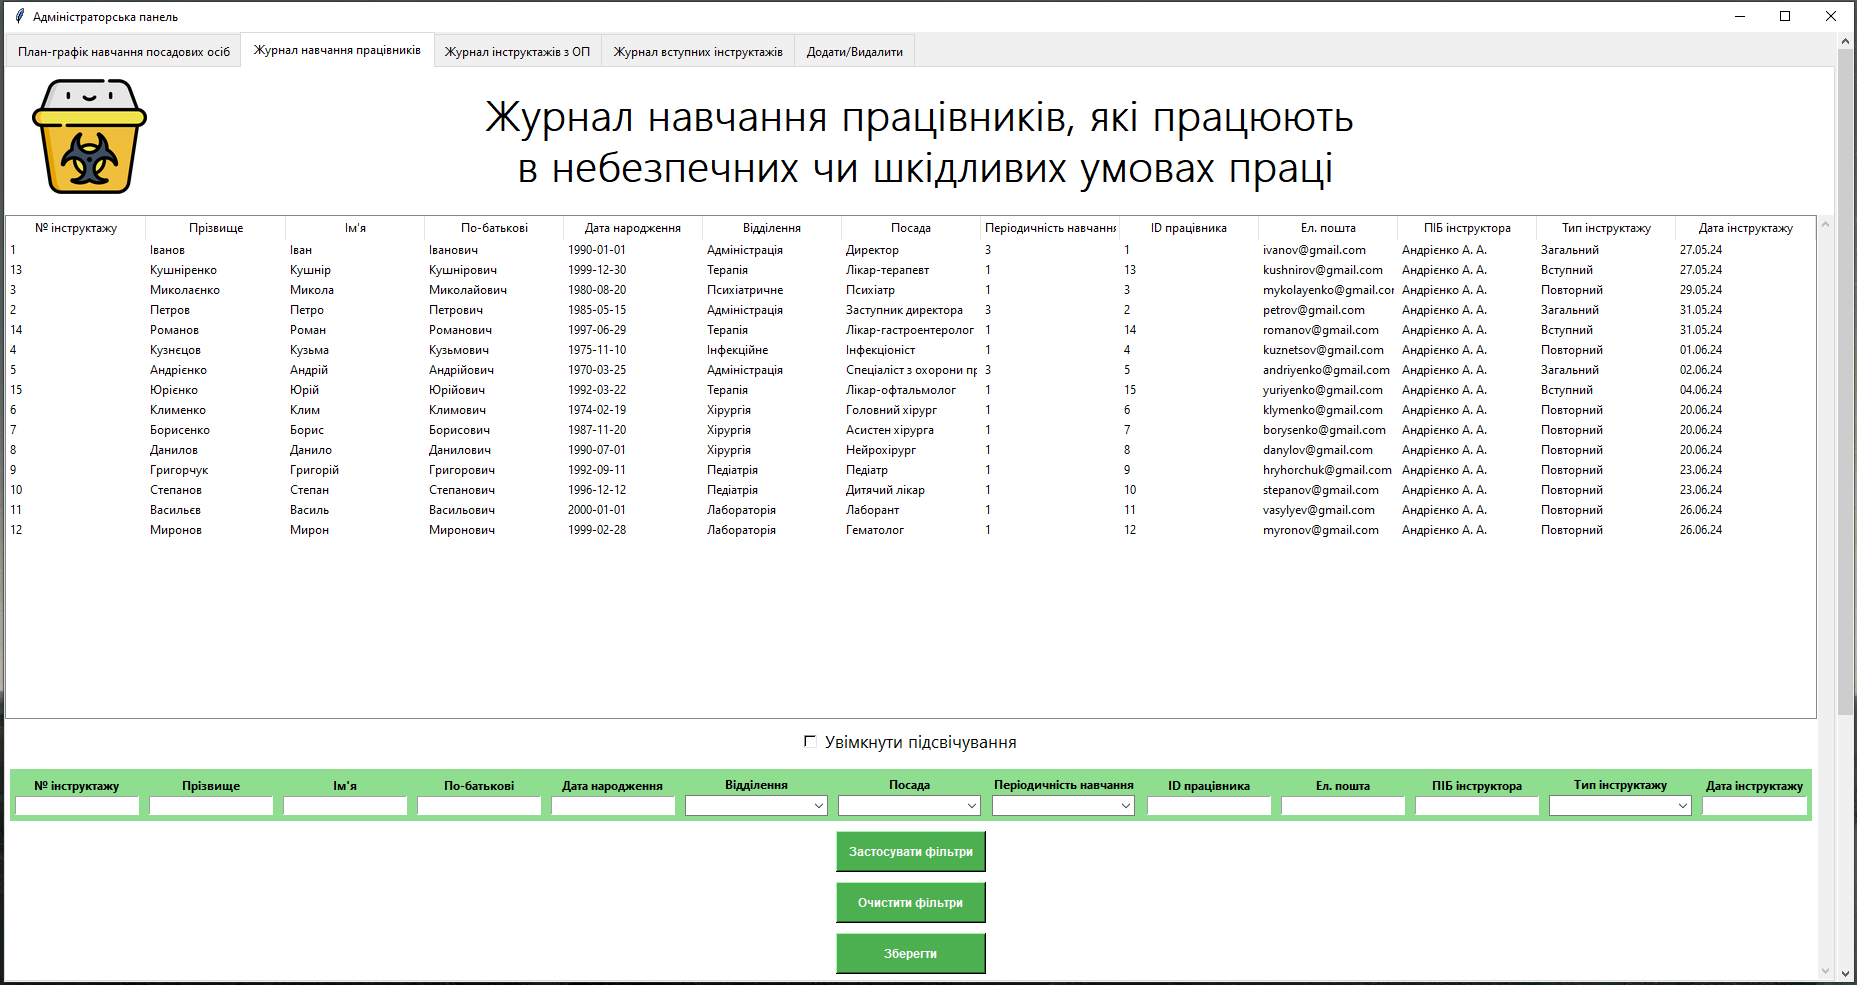 Адміністраторська панель
План-графік навчання посадових осіб Журнал навчання працівників Журнал інструктажів з ОП Журнал вступних інструктажів Додати/Видалити
Журнал навчання працівників, які працюють
в небезпечних чи шкідливих умовах праці
№ інструктажу Прізвище Ім'я По-батькові Дата народження Відділення Посада Періодичність навчання ID працівника Ел. пошта ПІБ інструктора Тип інструктажу Дата інструктажу
1 Іванов Іван Іванович 1990-01-01 Адміністрація Директор 3 1 ivanov@gmail.com Андрієнко А. А. Загальний 27.05.24
13 Кушніренко Кушнір Кушнірович 1999-12-30 Терапія Лікар-терапевт 1 13 kushnirov@gmail.com Андрієнко А. А. Вступний 27.05.24
3 Миколаєнко Микола Миколайович 1980-08-20 Психіатричне Психіатр 1 3 mykolayenko@gmail.cor Андрієнко А. А. Повторний 29.05.24
2 Петров Петро Петрович 1985-05-15 Адміністрація Заступник директора 3 2 petrov@gmail.com Андрієнко А. А. Загальний 31.05.24
14 Романов Роман Романович 1997-06-29 Терапія Лікар-гастроентеролог 1 14 romanov@gmail.com Андрієнко А. А. Вступний 31.05.24
4 Кузнєцов Кузьма Кузьмович 1975-11-10 Інфекційне Інфекціоніст 1 4 kuznetsov@gmail.com Андрієнко А. А. Повторний 01.06.24
5 Андрієнко Андрій Андрійович 1970-03-25 Адміністрація Спеціаліст з охорони пр 3 5 andriyenko@gmail.com Андрієнко А. А. Загальний 02.06.24
15 Юрієнко Юрій Юрійович 1992-03-22 Терапія Лікар-офтальмолог 1 15 yuriyenko@gmail.com Андрієнко А. А. Вступний 04.06.24
6 Клименко Клим Климович 1974-02-19 Хірургія Головний хірург 1 6 klymenko@gmail.com Андрієнко А. А. Повторний 20.06.24
7 Борисенко Борис Борисович 1987-11-20 Хірургія Асистен хірурга 1 7 borysenko@gmail.com Андрієнко А. А. Повторний 20.06.24
8 Данилов Данило Данилович 1990-07-01 Хірургія Нейрохірург 1 8 danylov@gmail.com Андрієнко А. А. Повторний 20.06.24
9 Григорчук Григорій Григорович 1992-09-11 Педіатрія Педіатр 1 9 hryhorchuk@gmail.com Андрієнко А. А. Повторний 23.06.24
10 Степанов Степан Степанович 1996-12-12 Педіатрія Дитячий лікар 1 10 stepanov@gmail.com Андрієнко А. А. Повторний 23.06.24
11 Васильєв Василь Васильович 2000-01-01 Лабораторія Лаборант 1 11 vasylyev@gmail.com Андрієнко А. А. Повторний 26.06.24
12 Миронов Мирон Миронович 1999-02-28 Лабораторія Гематолог 1 12 myronov@gmail.com Андрієнко А. А. Повторний 26.06.24
Увімкнути підсвічування
№ інструктажу Прізвище Ім'я По-батькові Дата народження Відділення Посада Періодичність навчання ID працівника Ел. пошта ПІБ інструктора Тип інструктажу Дата інструктажу
Застосувати фільтри
Очистити фільтри
Зберегти